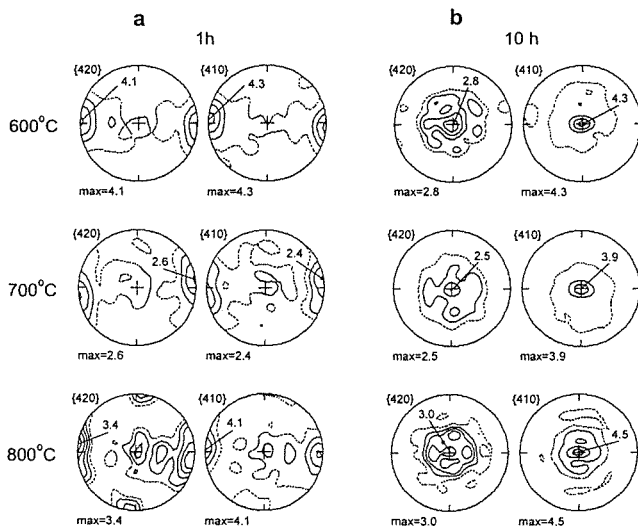 a
b
1h
10 h
{420}
{410}
{420}
{410}
4.1
4.3
2.8
4.3
600°C
max=4.1
max=4.3
max=2.8
max=4.3
{420}
{410}
{420}
{410}
2.6
2.4
2.5
3.9
700°C
max=2.6
max=2.4
max=2.5
max=3.9
{420}
{410}
{420}
{410}
3.4
4.1
3.0
4.5
800°C
max=3.4
max=4.1
max=3.0
max=4.5